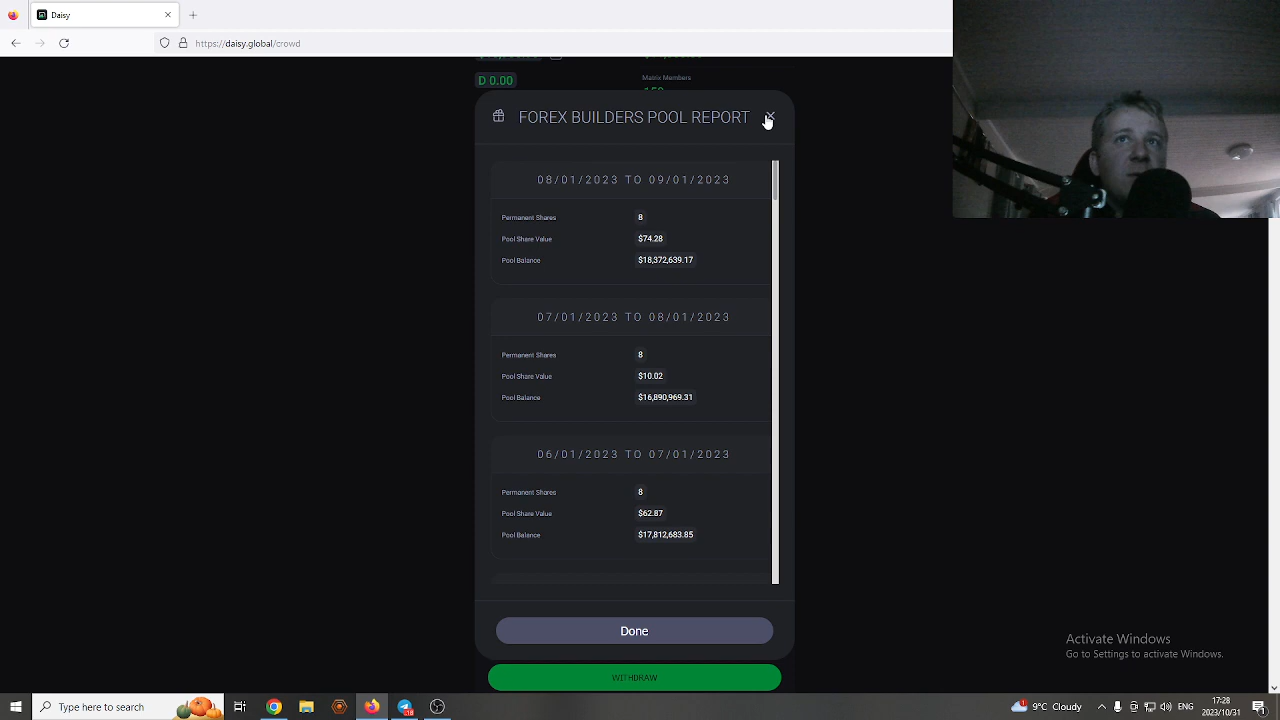 Daisy
https://daisy.global/crowd
D 0.00
Matrix Members
FOREX BUILDERS POOL REPORT
08/01/2023 TO 09/01/2023
Permanent Shares 8
Pool Share Value $74.28
Pool Balance $18,372,639.17
07/01/2023 TO 08/01/2023
Permanent Shares 8
Pool Share Value $10.02
Pool Balance $16,890,969.31
06/01/2023 TO 07/01/2023
Permanent Shares 8
Pool Share Value $62.87
Pool Balance $17,812,683.85
Done
WITHDRAW
Activate Windows
Go to Settings to activate Windows.
Type here to search
9°C Cloudy
17:28
2023/10/31